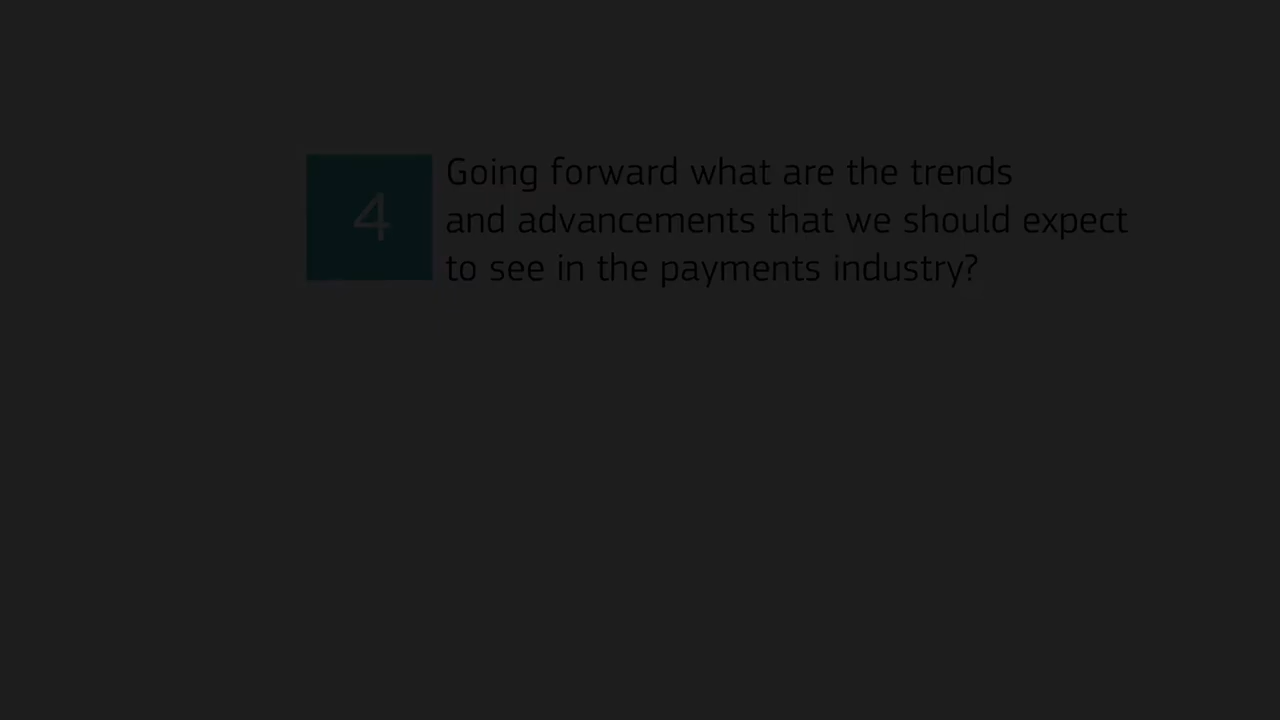 4
Going forward what are the trends
and advancements that we should expect
to see in the payments industry?